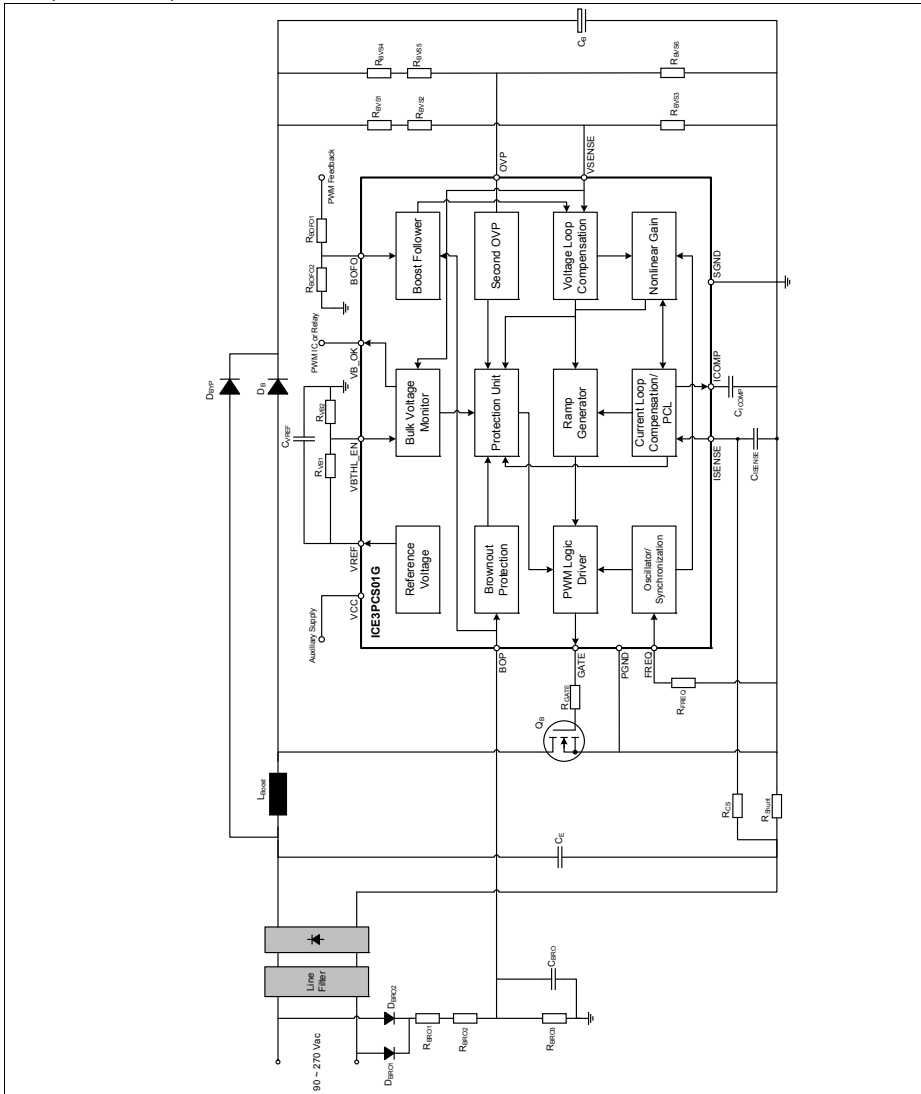 90 ~ 270 Vac
Line
Filter
DBYP
LBoost
DB
DBRO1
DBRO2
RBRO1
RBRO2
RBRO3
CBRO
CE
RCS
RShunt
QB
RGATE
RFREQ
Auxiliary Supply
CVREF
RVB1
RVB2
PWM IC or Relay
RBOFO2
RBOFO1
PWM Feedback
VCC
VREF
VBTHL_EN
VB_OK
BOFO
ICE3PCS01G
Reference
Voltage
Bulk Voltage
Monitor
Boost Follower
BOP
Brownout
Protection
Protection Unit
Second OVP
OVP
GATE
PWM Logic
Driver
Ramp
Generator
Voltage Loop
Compensation
VSENSE
PGND
FREQ
Oscillator/
Synchronization
Current Loop
Compensation/
PCL
Nonlinear Gain
ISENSE
ICOMP
SGND
CISENSE
CICOMP
RBVS1
RBVS2
RBVS3
RBVS4
RBVS5
RBVS6
CB